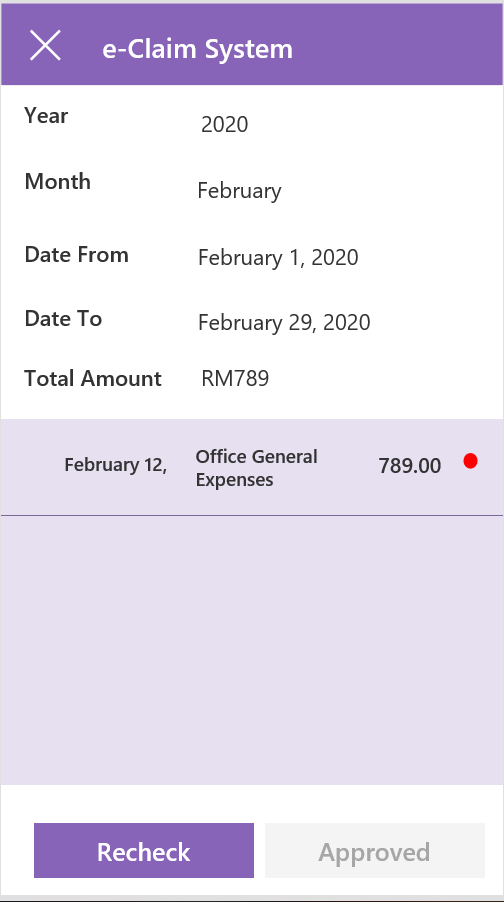 e-Claim System
Year 2020
Month February
Date From February 1, 2020
Date To February 29, 2020
Total Amount RM789
February 12, Office General 789.00
Expenses
Recheck Approved